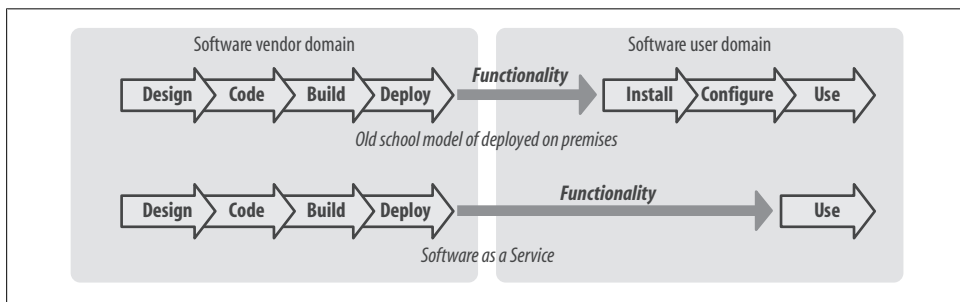 Software vendor domain
Software user domain
Design Code Build Deploy Functionality Install Configure Use
Old school model of deployed on premises
Design Code Build Deploy Functionality Use
Software as a Service